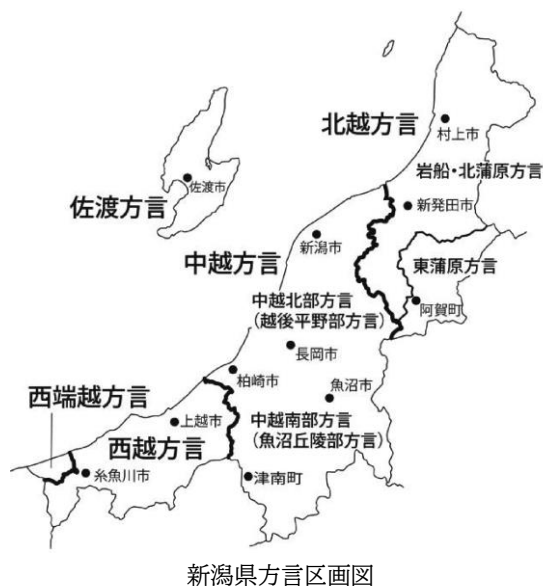 北越方言
村上市
岩船・北蒲原方言
佐渡市
佐渡方言
新発田市
新潟市
中越方言
東蒲原方言
中越北部方言
(越後平野部方言)
阿賀町
長岡市
柏崎市
魚沼市
西端越方言
上越市
中越南部方言
(魚沼丘陵部方言)
西越方言
糸魚川市
津南町
新潟県方言区画図